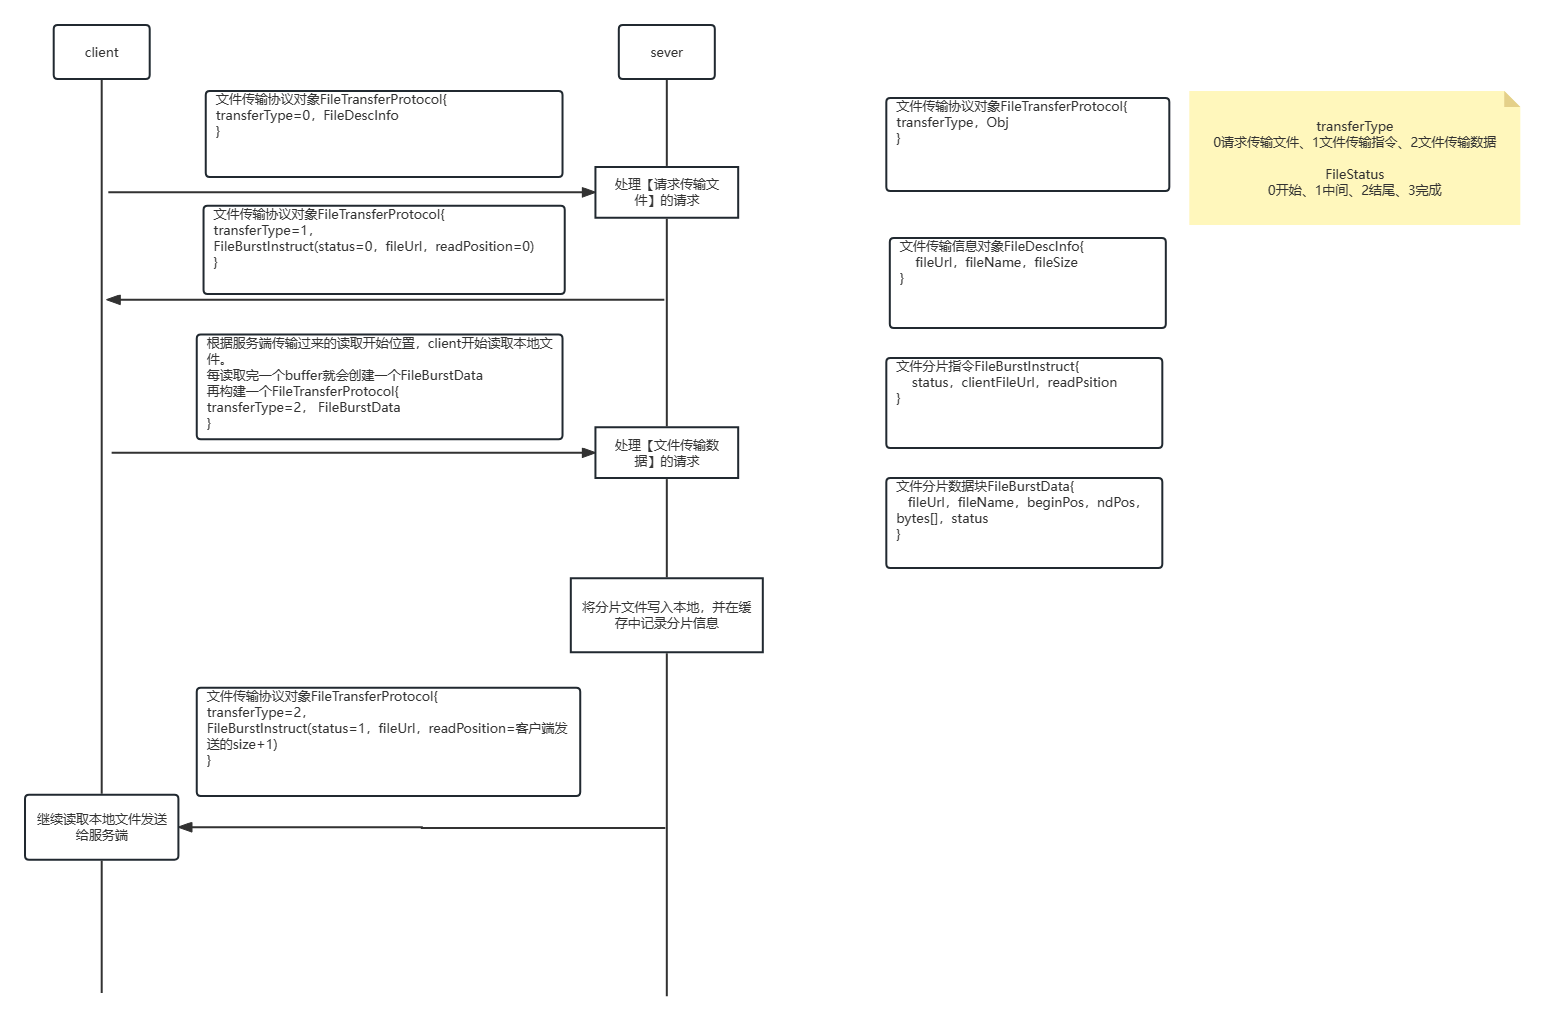 client
sever
文件传输协议对象FileTransferProtocol{
transferType=0，FileDescInfo
}
处理【请求传输文
件】的请求
文件传输协议对象FileTransferProtocol{
transferType=1，
FileBurstInstruct(status=0，fileUrl，readPosition=0)
}
根据服务端传输过来的读取开始位置，client开始读取本地文
件。
每读取完一个buffer就会创建一个FileBurstData
再构建一个FileTransferProtocol{
transferType=2， FileBurstData
}
处理【文件传输数
据】的请求
将分片文件写入本地，并在缓
存中记录分片信息
文件传输协议对象FileTransferProtocol{
transferType=2，
FileBurstInstruct(status=1，fileUrl，readPosition=客户端发
送的size+1)
}
继续读取本地文件发送
给服务端
文件传输协议对象FileTransferProtocol{
transferType，Obj
}
文件传输信息对象FileDescInfo{
fileUrl，fileName，fileSize
}
文件分片指令FileBurstInstruct{
status，clientFileUrl，readPsition
}
文件分片数据块FileBurstData{
fileUrl，fileName，beginPos，ndPos，
bytes[]，status
}
transferType
0请求传输文件、1文件传输指令、2文件传输数据
FileStatus
0开始、1中间、2结尾、3完成